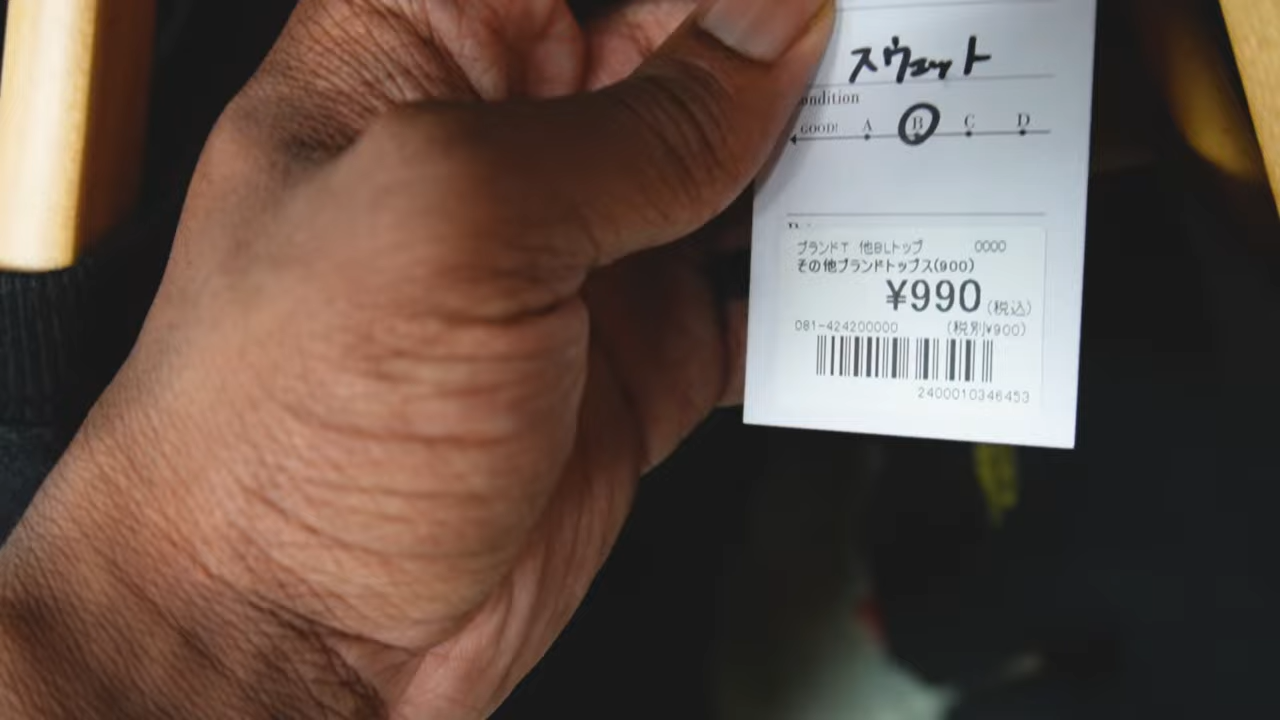 スウェット
ondition
GOOD! A B C D
ブランドT 他BLトップ 0000
その他ブランドトップス(900)
¥990(税込)
081-424200000 (税別¥900)
2400010346453